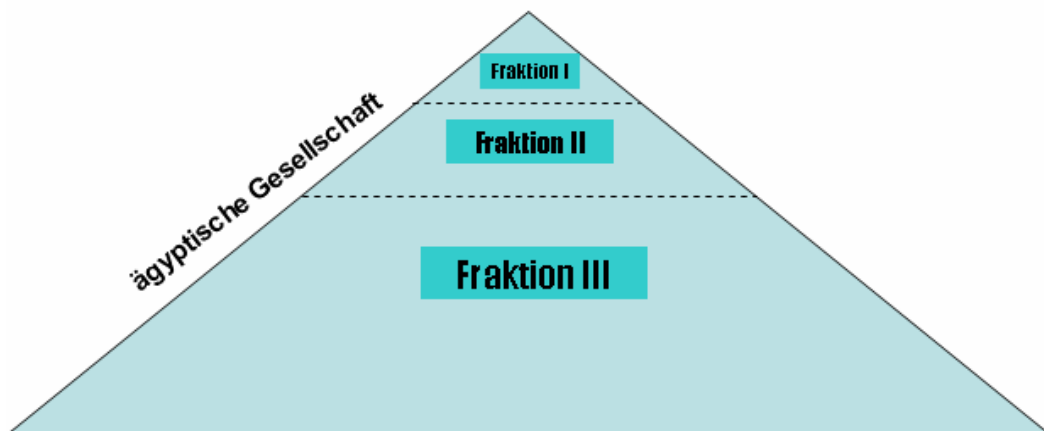 Fraktion I
Fraktion II
Fraktion III
ägyptische Gesellschaft